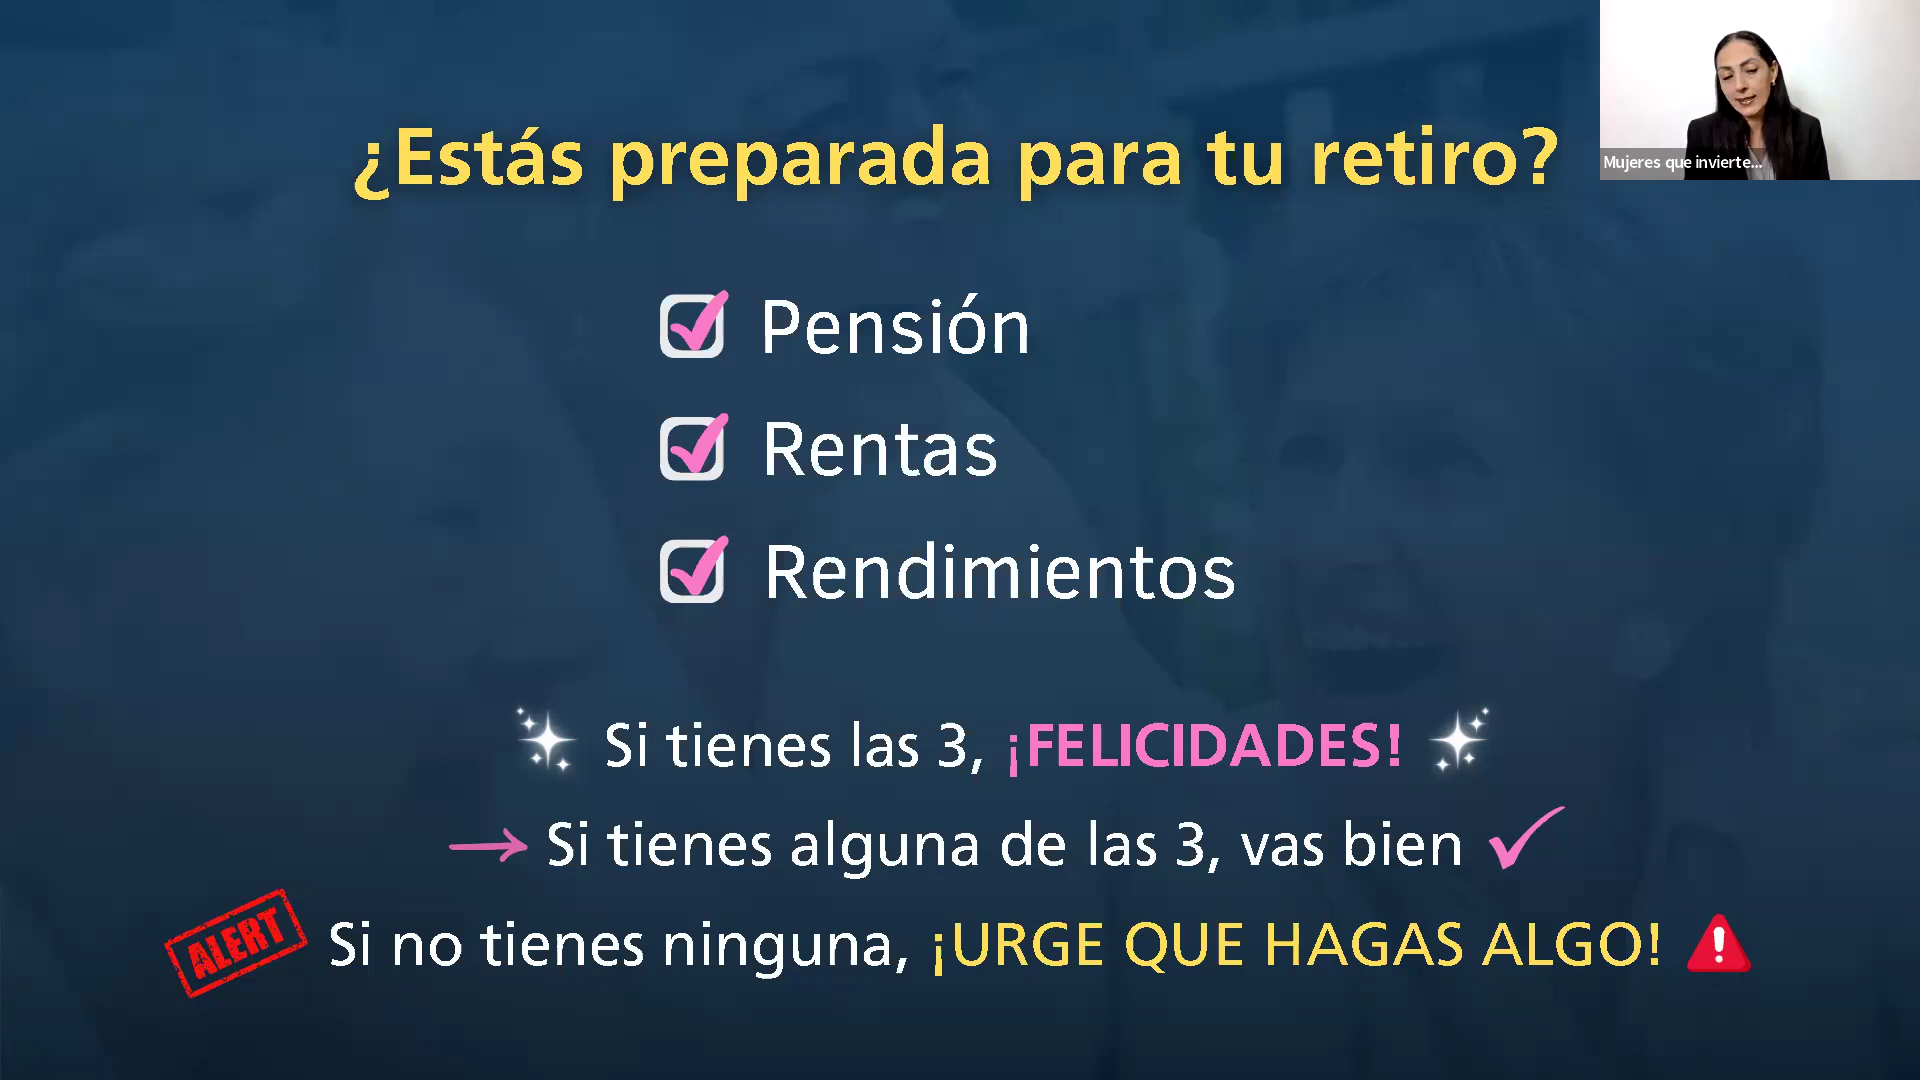 ¿Estás preparada para tu retiro?
Mujeres que invierte...
Pensión
Rentas
Rendimientos
Si tienes las 3, ¡FELICIDADES!
Si tienes alguna de las 3, vas bien
ALERT
Si no tienes ninguna, ¡URGE QUE HAGAS ALGO!